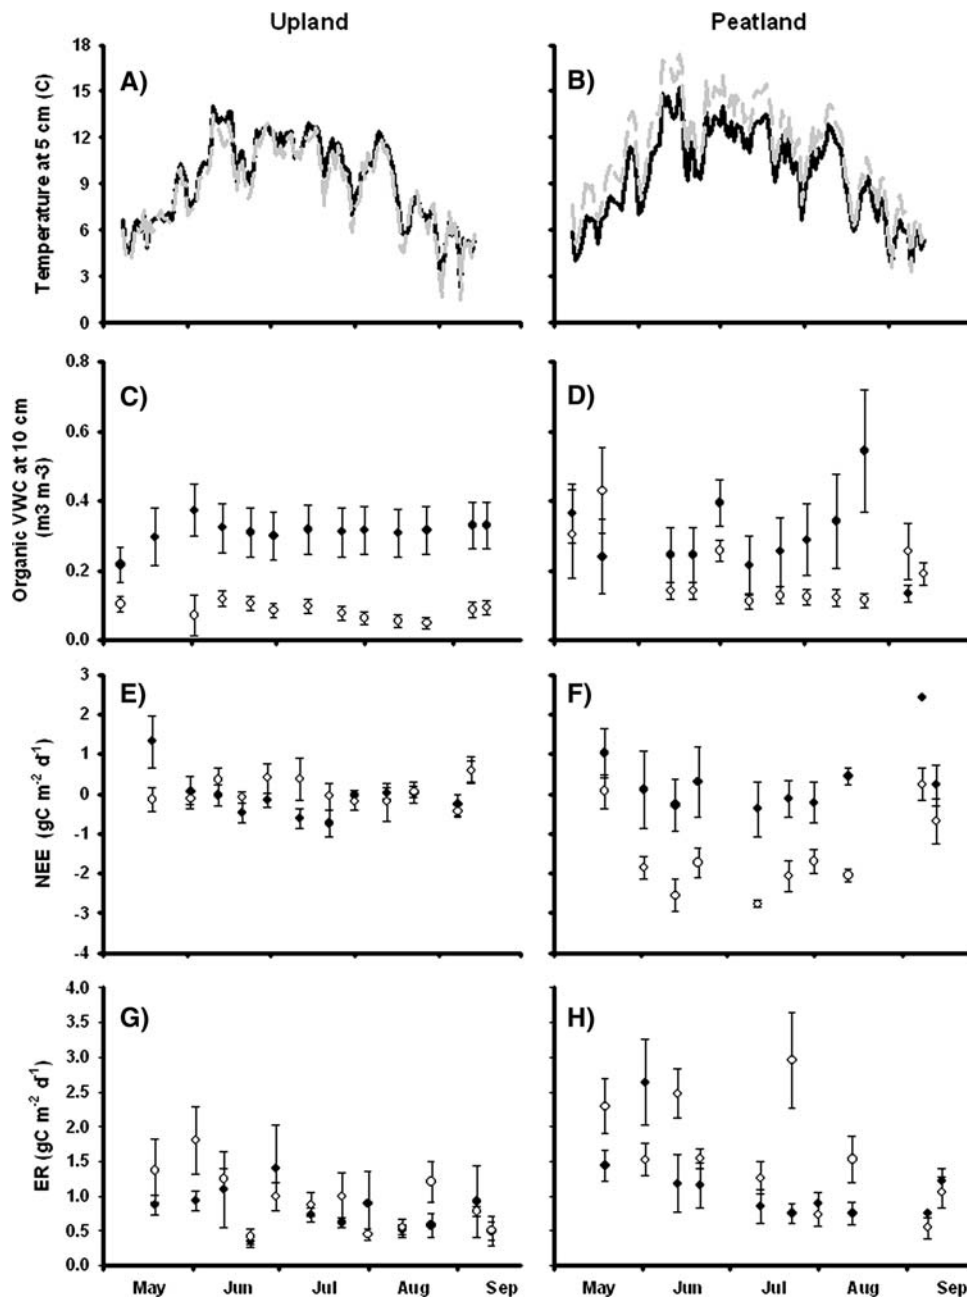 Upland Peatland
Temperature at 5 cm (C)
18
15
12
9
6
3
0
A)
B)
Organic VWC at 10 cm
(m3 m-3)
0.8
0.6
0.4
0.2
0.0
C)
D)
NEE (gC m-2 d-1)
3
2
1
0
-1
-2
-3
-4
E)
F)
ER (gC m-2 d-1)
4.0
3.5
3.0
2.5
2.0
1.5
1.0
0.5
0.0
G)
H)
May Jun Jul Aug Sep May Jun Jul Aug Sep